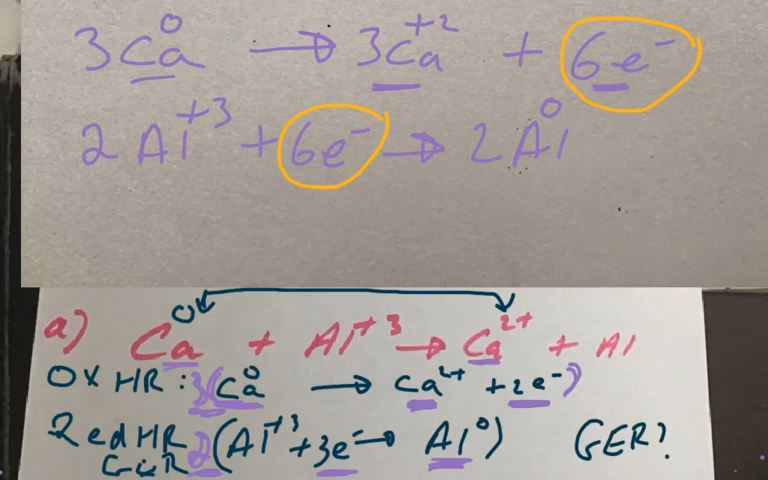 3Ca⁰ → 3Ca⁺² + 6e⁻
2Al⁺³ + 6e⁻ → 2Al⁰
a) Ca⁰ + Al⁺³ → Ca²⁺ + Al
OX HR: 3(Ca⁰ → Ca²⁺ + 2e⁻)
Red HR 2(Al⁺³ + 3e⁻ → Al⁰) GER?